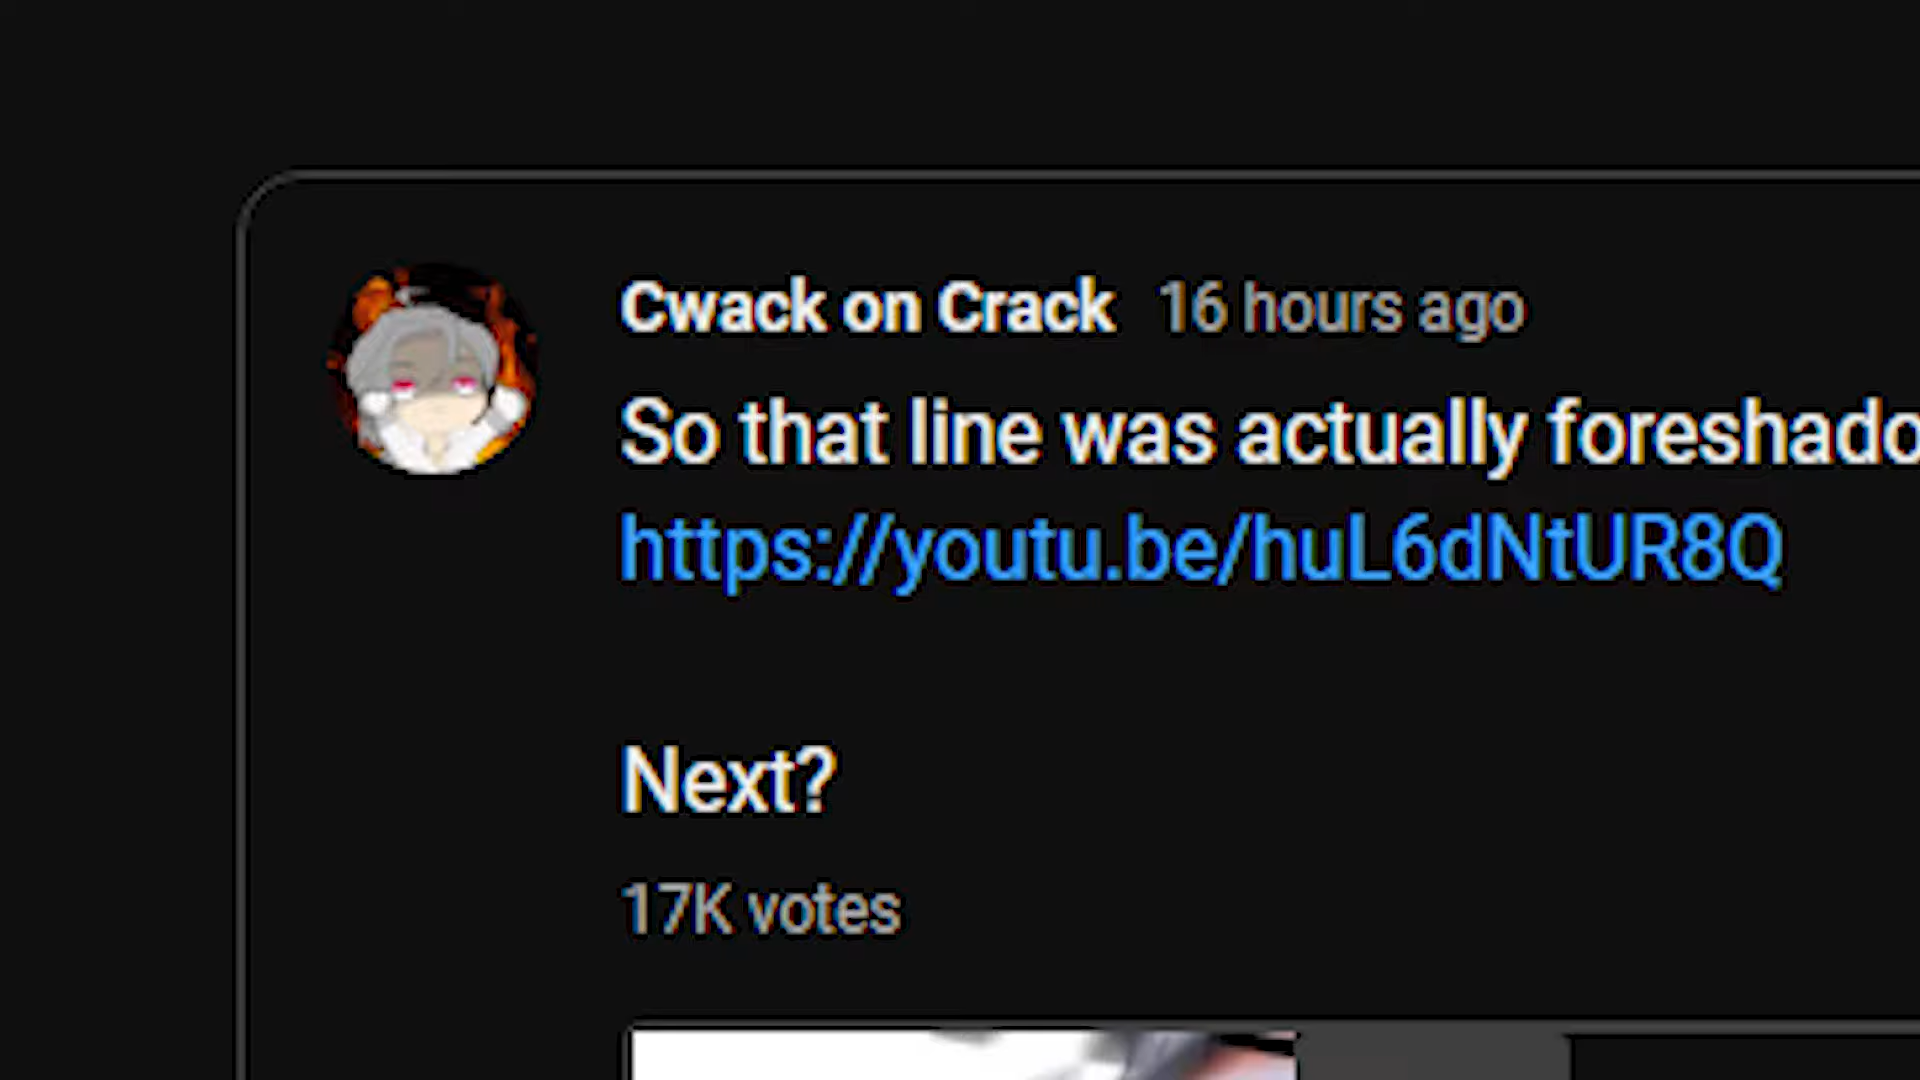 Cwack on Crack 16 hours ago
So that line was actually foreshado
https://youtu.be/huL6dNtUR8Q
Next?
17K votes